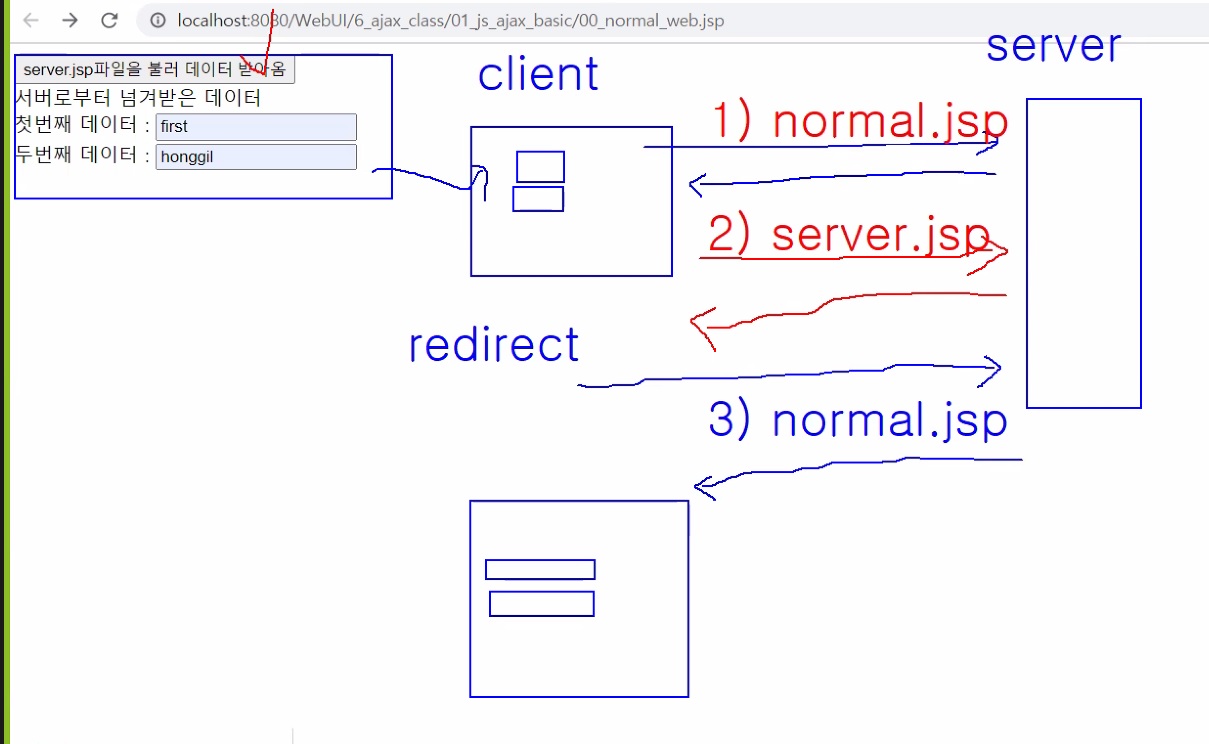 localhost:8080/WebUI/6_ajax_class/01_js_ajax_basic/00_normal_web.jsp
server.jsp파일을 불러 데이터 받아옴
서버로부터 넘겨받은 데이터
첫번째 데이터 : first
두번째 데이터 : honggil
client
server
1) normal.jsp
2) server.jsp
redirect
3) normal.jsp